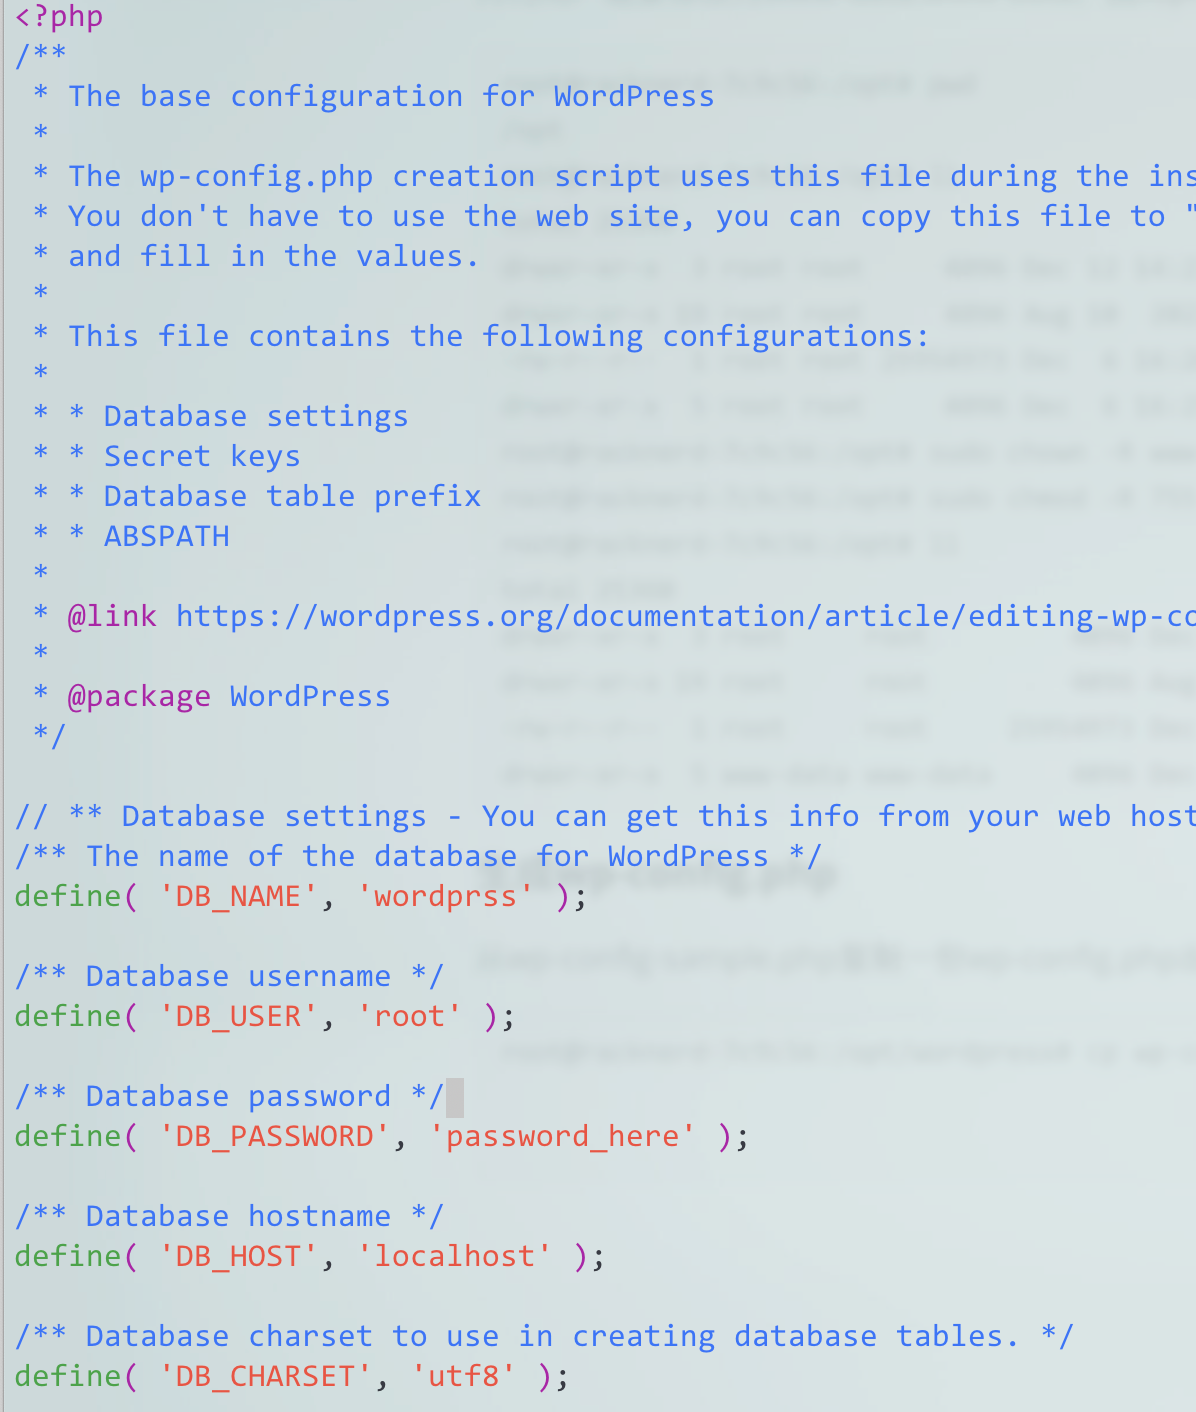 <?php
/**
 * The base configuration for WordPress
 *
 * The wp-config.php creation script uses this file during the ins
 * You don't have to use the web site, you can copy this file to "
 * and fill in the values.
 *
 * This file contains the following configurations:
 *
 * * Database settings
 * * Secret keys
 * * Database table prefix
 * * ABSPATH
 *
 * @link https://wordpress.org/documentation/article/editing-wp-co
 *
 * @package WordPress
 */

// ** Database settings - You can get this info from your web host
/** The name of the database for WordPress */
define( 'DB_NAME', 'wordprss' );

/** Database username */
define( 'DB_USER', 'root' );

/** Database password */
define( 'DB_PASSWORD', 'password_here' );

/** Database hostname */
define( 'DB_HOST', 'localhost' );

/** Database charset to use in creating database tables. */
define( 'DB_CHARSET', 'utf8' );